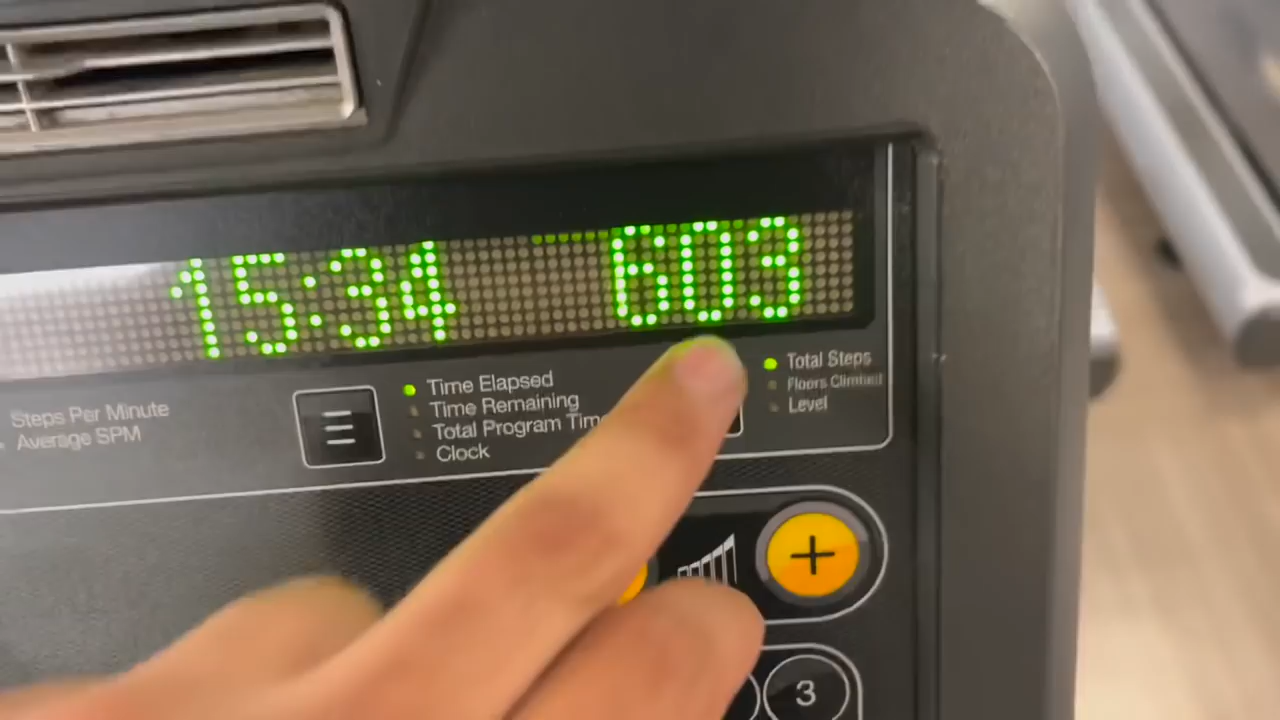 15:34 603
Steps Per Minute
Average SPM
Time Elapsed
Time Remaining
Total Program Time
Clock
Total Steps
Floors Climbed
Level
+
3